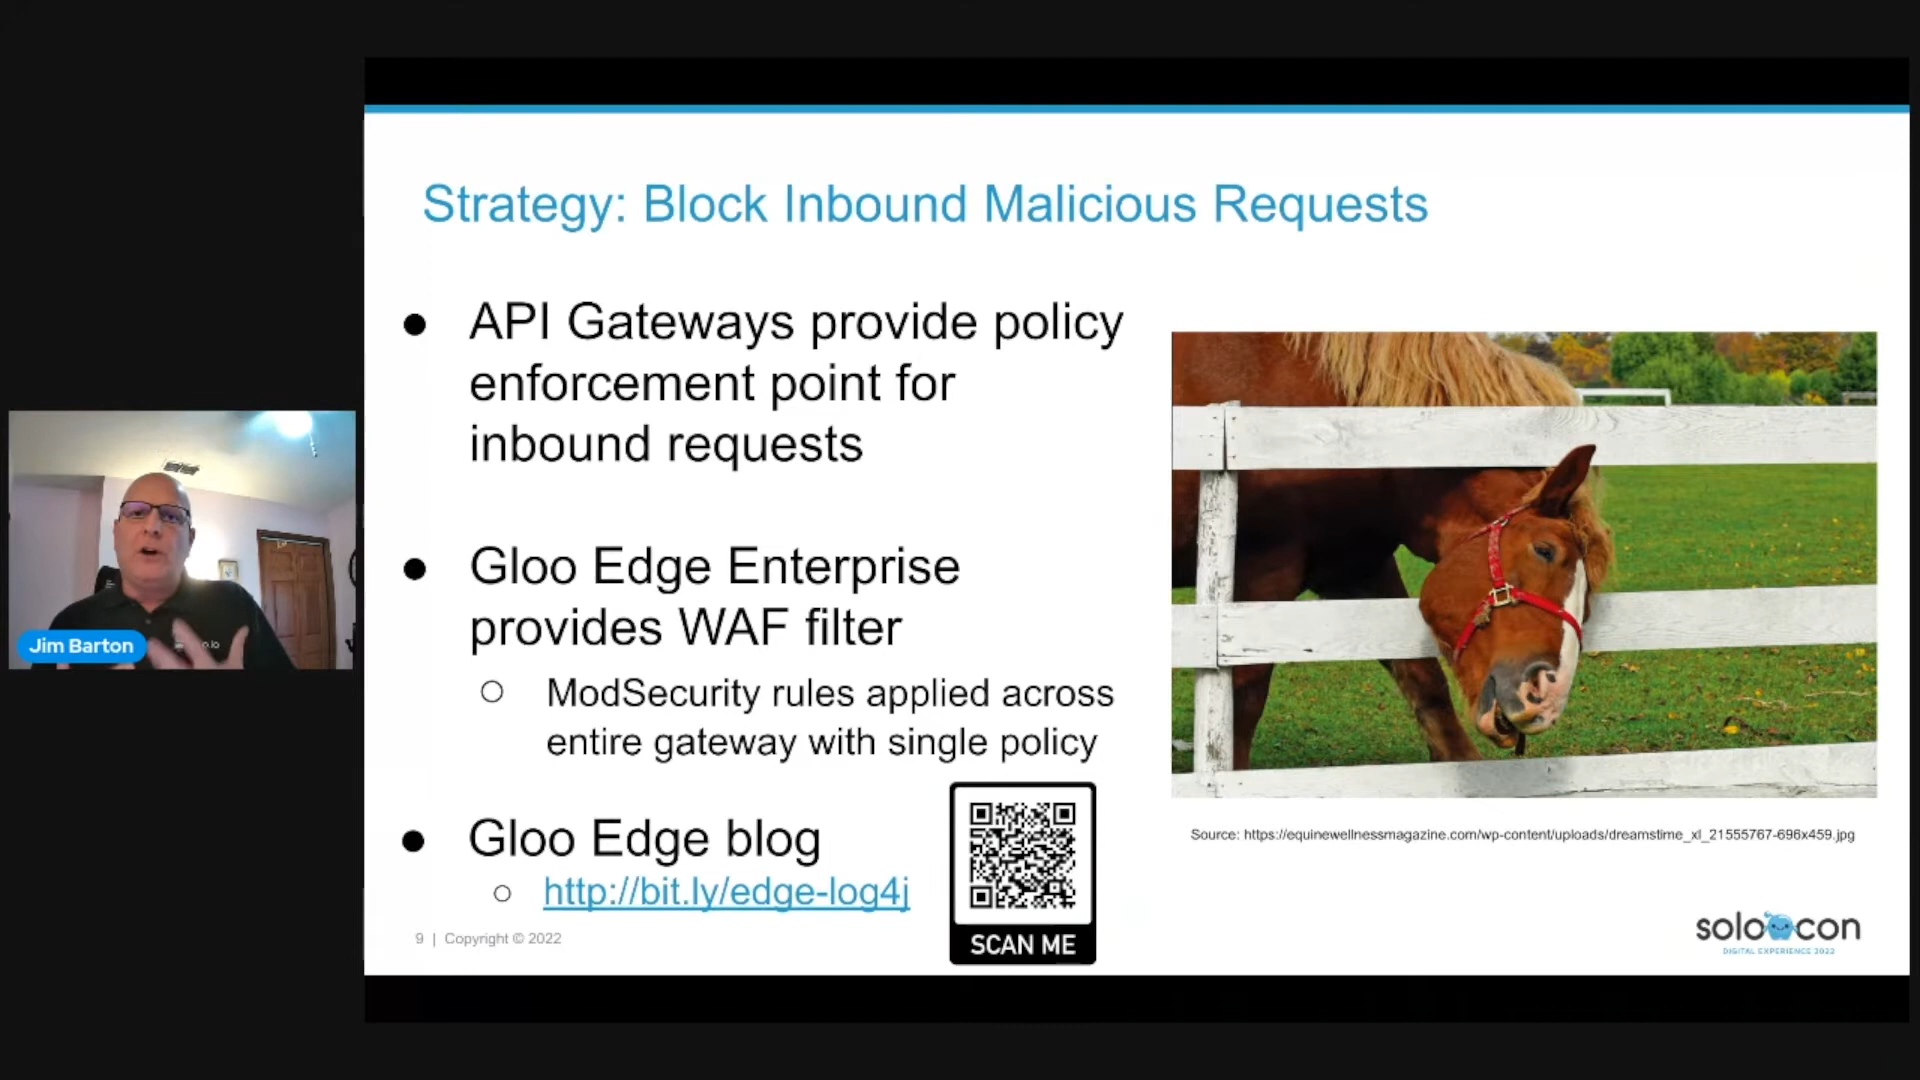 Strategy: Block Inbound Malicious Requests
● API Gateways provide policy
enforcement point for
inbound requests
● Gloo Edge Enterprise
provides WAF filter
○ ModSecurity rules applied across
entire gateway with single policy
● Gloo Edge blog
○ http://bit.ly/edge-log4j
SCAN ME
9 | Copyright © 2022
Source: https://equinewellnessmagazine.com/wp-content/uploads/dreamstime_xl_21555767-696x459.jpg
solo con
DIGITAL EXPERIENCE 2022
Jim Barton